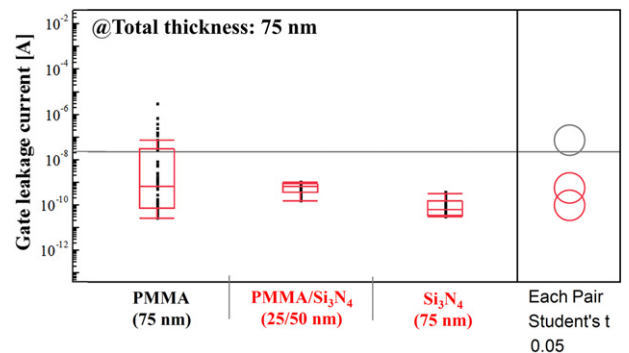 @Total thickness: 75 nm
Gate leakage current [A]
10⁻²
10⁻⁴
10⁻⁶
10⁻⁸
10⁻¹⁰
10⁻¹²
PMMA
(75 nm)
PMMA/Si₃N₄
(25/50 nm)
Si₃N₄
(75 nm)
Each Pair
Student's t
0.05